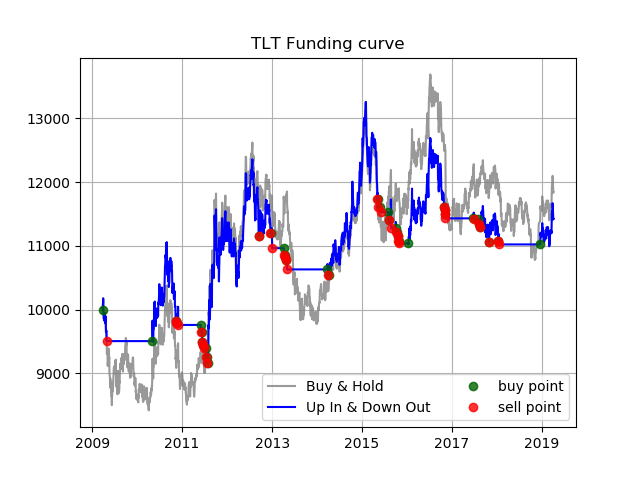 TLT Funding curve
13000
12000
11000
10000
9000
2009 2011 2013 2015 2017 2019
Buy & Hold
Up In & Down Out
buy point
sell point